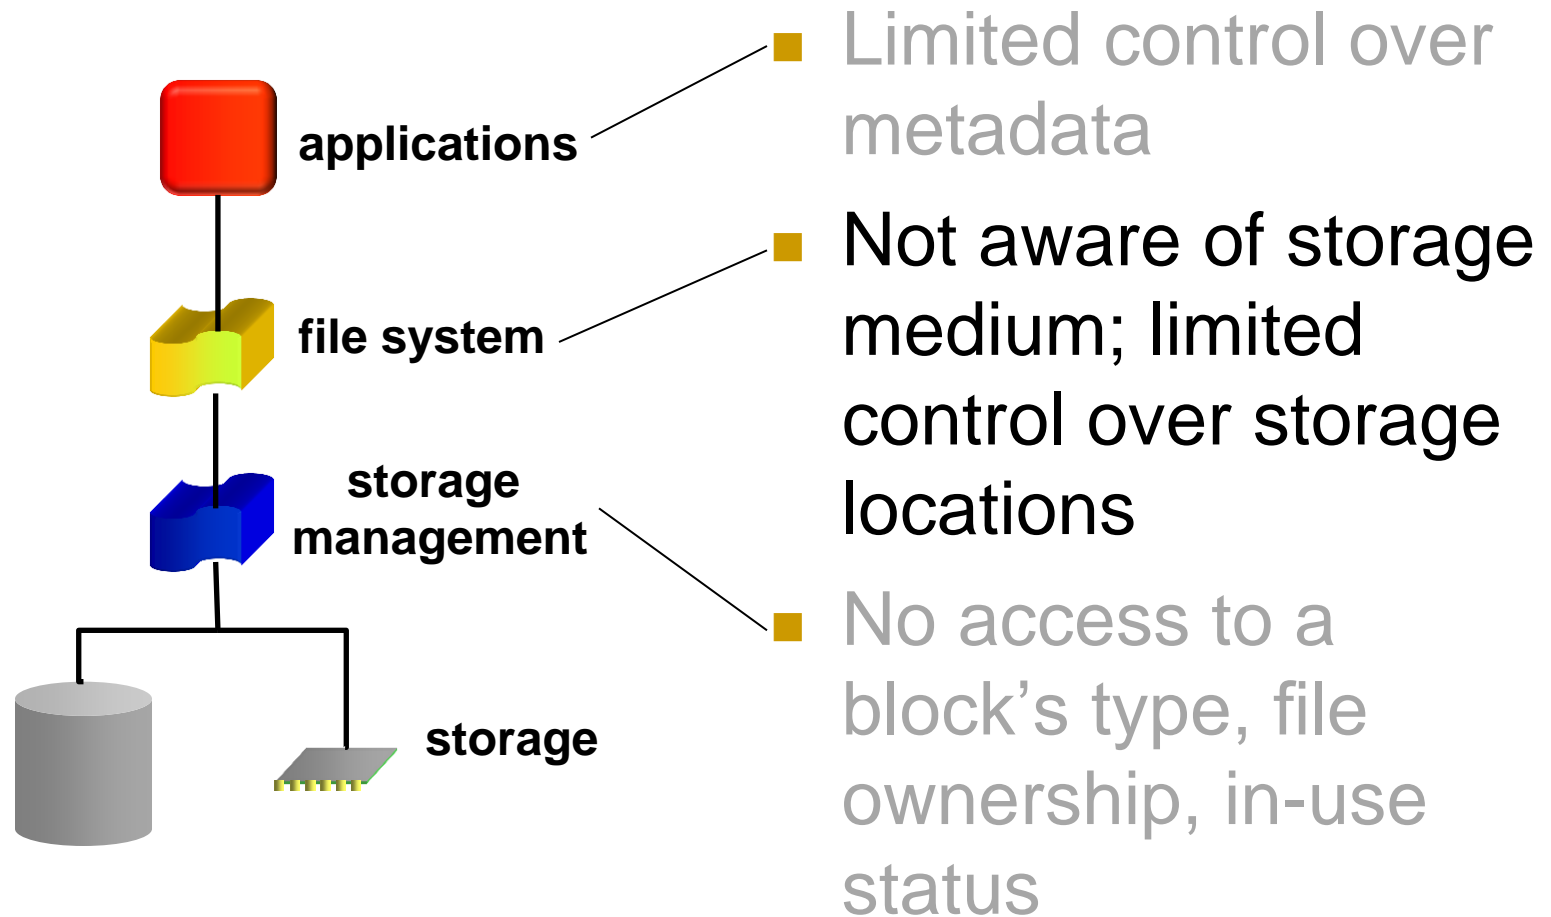 applications
file system
storage
management
storage
Limited control over
metadata
Not aware of storage
medium; limited
control over storage
locations
No access to a
block’s type, file
ownership, in-use
status